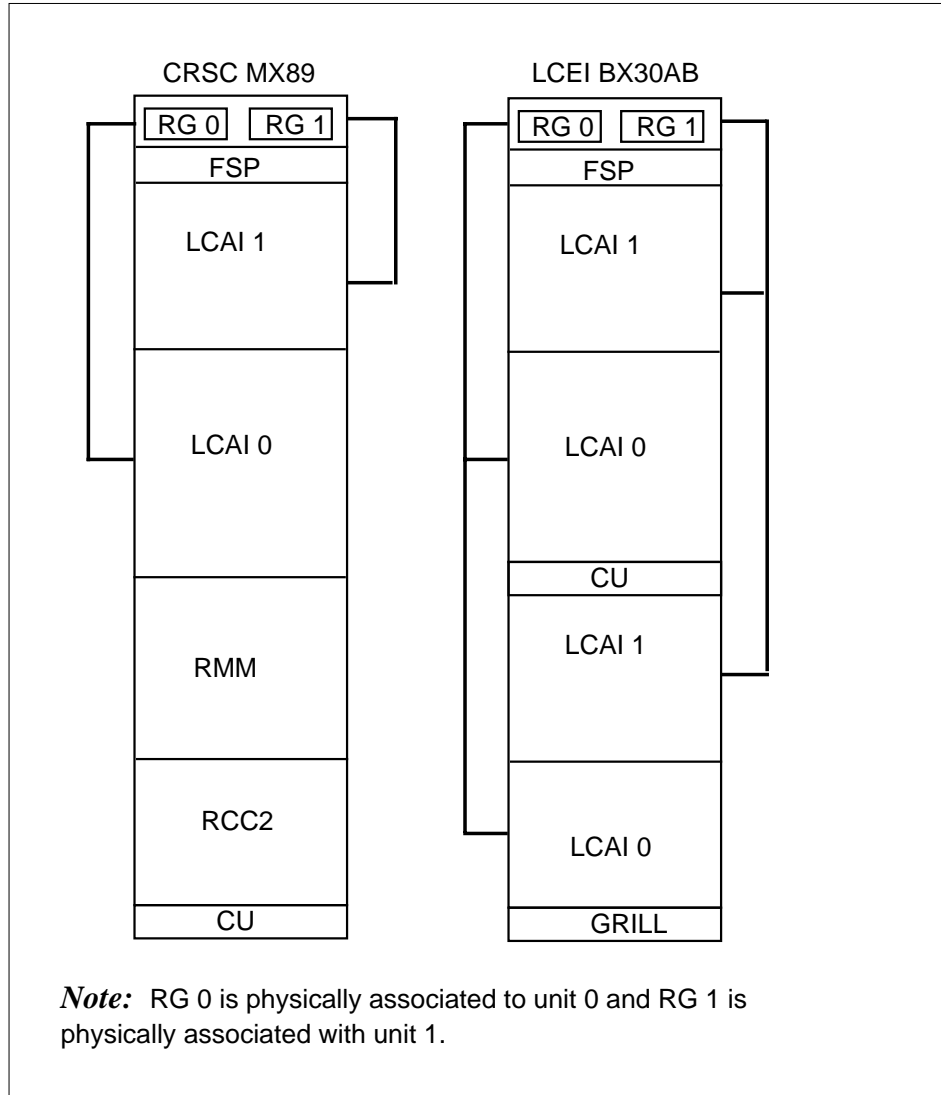 CRSC MX89
RG 0 RG 1
FSP
LCAI 1
LCAI 0
RMM
RCC2
CU
LCEI BX30AB
RG 0 RG 1
FSP
LCAI 1
LCAI 0
CU
LCAI 1
LCAI 0
GRILL
Note: RG 0 is physically associated to unit 0 and RG 1 is
physically associated with unit 1.